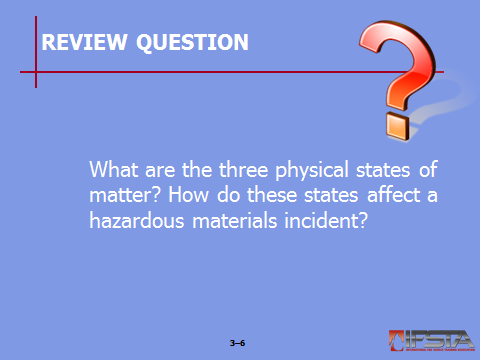 REVIEW QUESTION
What are the three physical states of
matter? How do these states affect a
hazardous materials incident?
3–6
IFSTA